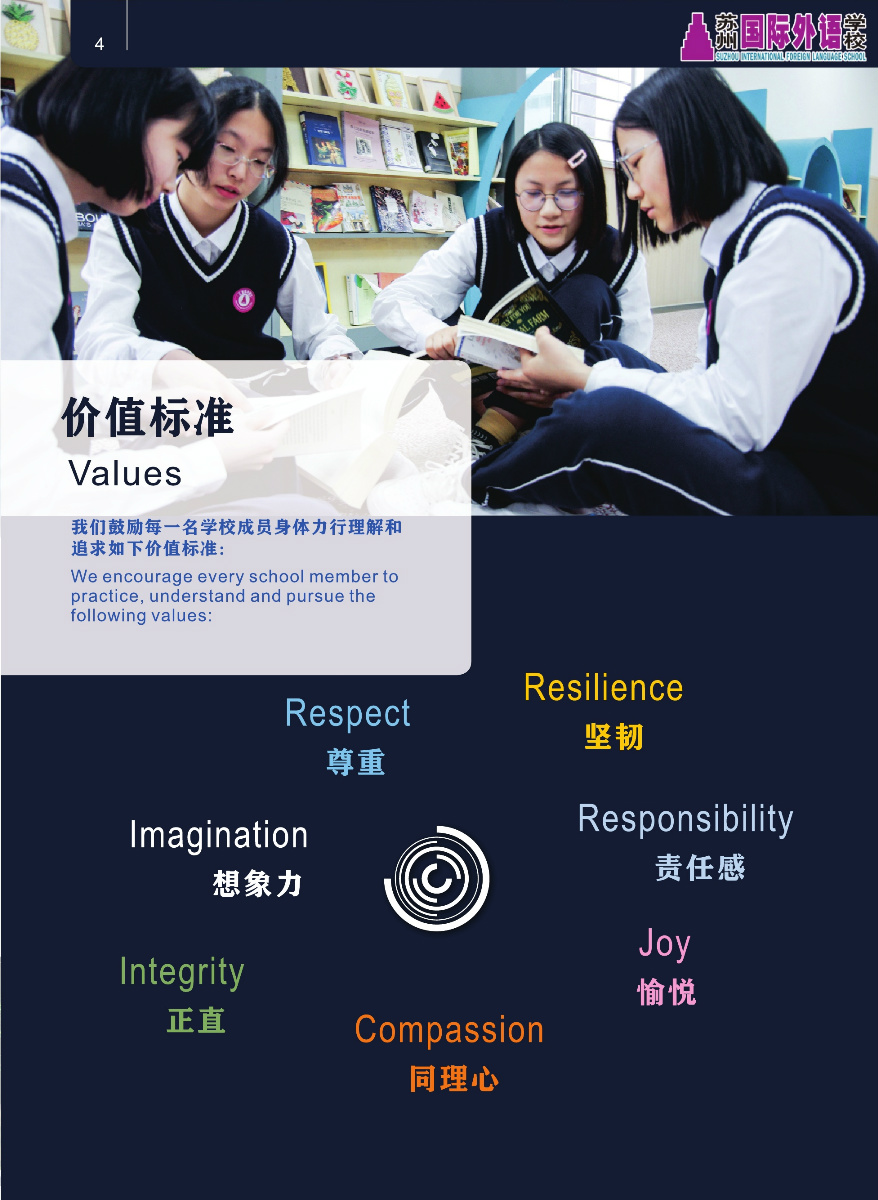 4
苏州国际外语学校
SUZHOU INTERNATIONAL FOREIGN LANGUAGE SCHOOL
AL FARM
价值标准
Values
我们鼓励每一名学校成员身体力行理解和
追求如下价值标准:
We encourage every school member to
practice, understand and pursue the
following values:
Resilience
坚韧
Respect
尊重
Responsibility
责任感
Imagination
想象力
Joy
愉悦
Integrity
正直
Compassion
同理心